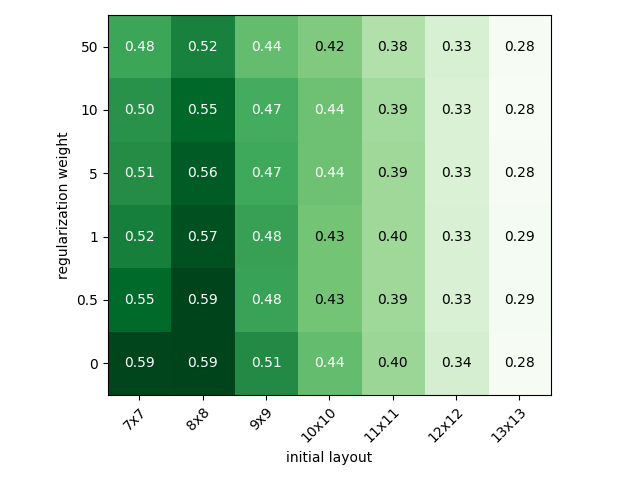 regularization weight
50 0.48 0.52 0.44 0.42 0.38 0.33 0.28
10 0.50 0.55 0.47 0.44 0.39 0.33 0.28
5 0.51 0.56 0.47 0.44 0.39 0.33 0.28
1 0.52 0.57 0.48 0.43 0.40 0.33 0.29
0.5 0.55 0.59 0.48 0.43 0.39 0.33 0.29
0 0.59 0.59 0.51 0.44 0.40 0.34 0.28
7x7 8x8 9x9 10x10 11x11 12x12 13x13
initial layout